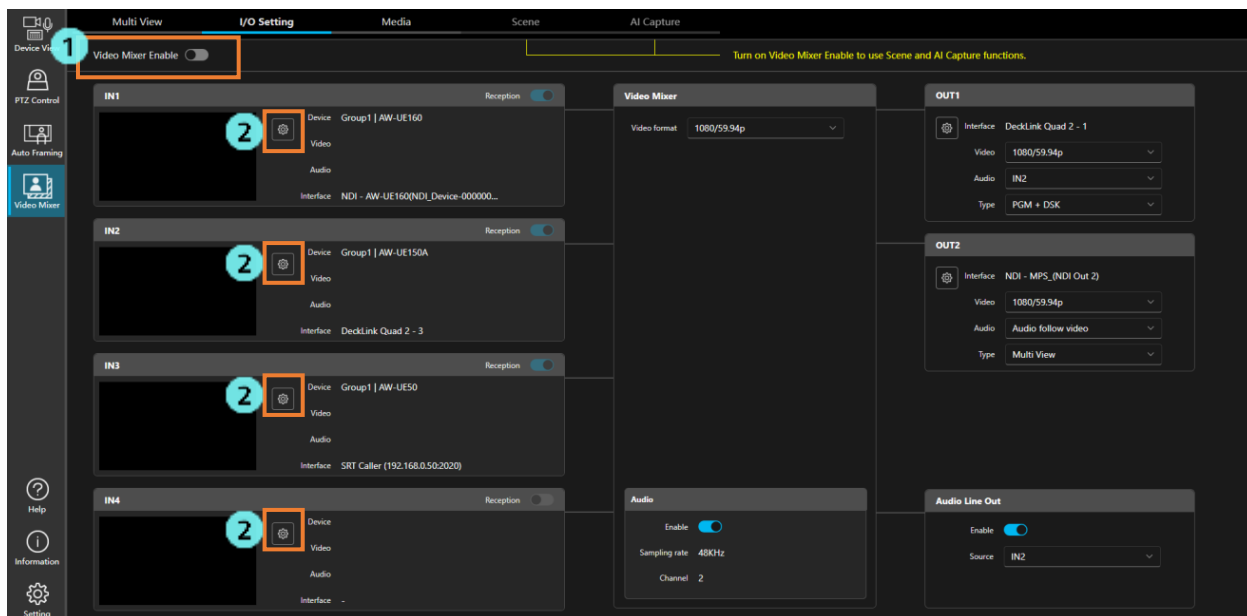 Multi View I/O Setting Media Scene AI Capture
Device View
1
Video Mixer Enable
Turn on Video Mixer Enable to use Scene and AI Capture functions.
PTZ Control
Auto Framing
Video Mixer
IN1 Reception
2
Device Group1 | AW-UE160
Video
Audio
Interface NDI - AW-UE160(NDI_Device-000000...
IN2 Reception
2
Device Group1 | AW-UE150A
Video
Audio
Interface DeckLink Quad 2 - 3
IN3 Reception
2
Device Group1 | AW-UE50
Video
Audio
Interface SRT Caller (192.168.0.50:2020)
IN4 Reception
2
Device
Video
Audio
Interface -
Video Mixer
Video format 1080/59.94p
Audio
Enable
Sampling rate 48KHz
Channel 2
OUT1
Interface DeckLink Quad 2 - 1
Video 1080/59.94p
Audio IN2
Type PGM + DSK
OUT2
Interface NDI - MPS_(NDI Out 2)
Video 1080/59.94p
Audio Audio follow video
Type Multi View
Audio Line Out
Enable
Source IN2
Help
Information
Setting